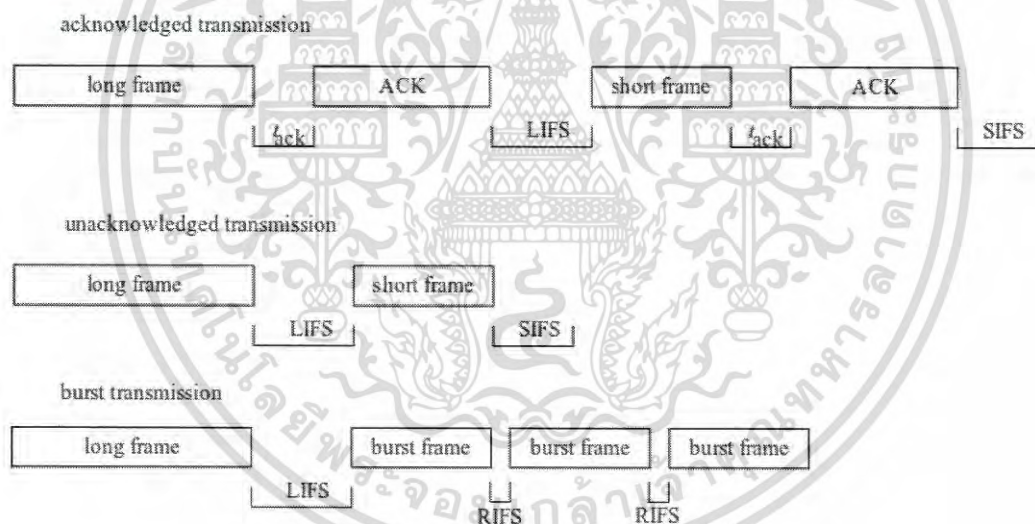 acknowledged transmission
long frame ACK short frame ACK
tack LIFS tack SIFS
unacknowledged transmission
long frame short frame
LIFS SIFS
burst transmission
long frame burst frame burst frame burst frame
LIFS RIFS RIFS